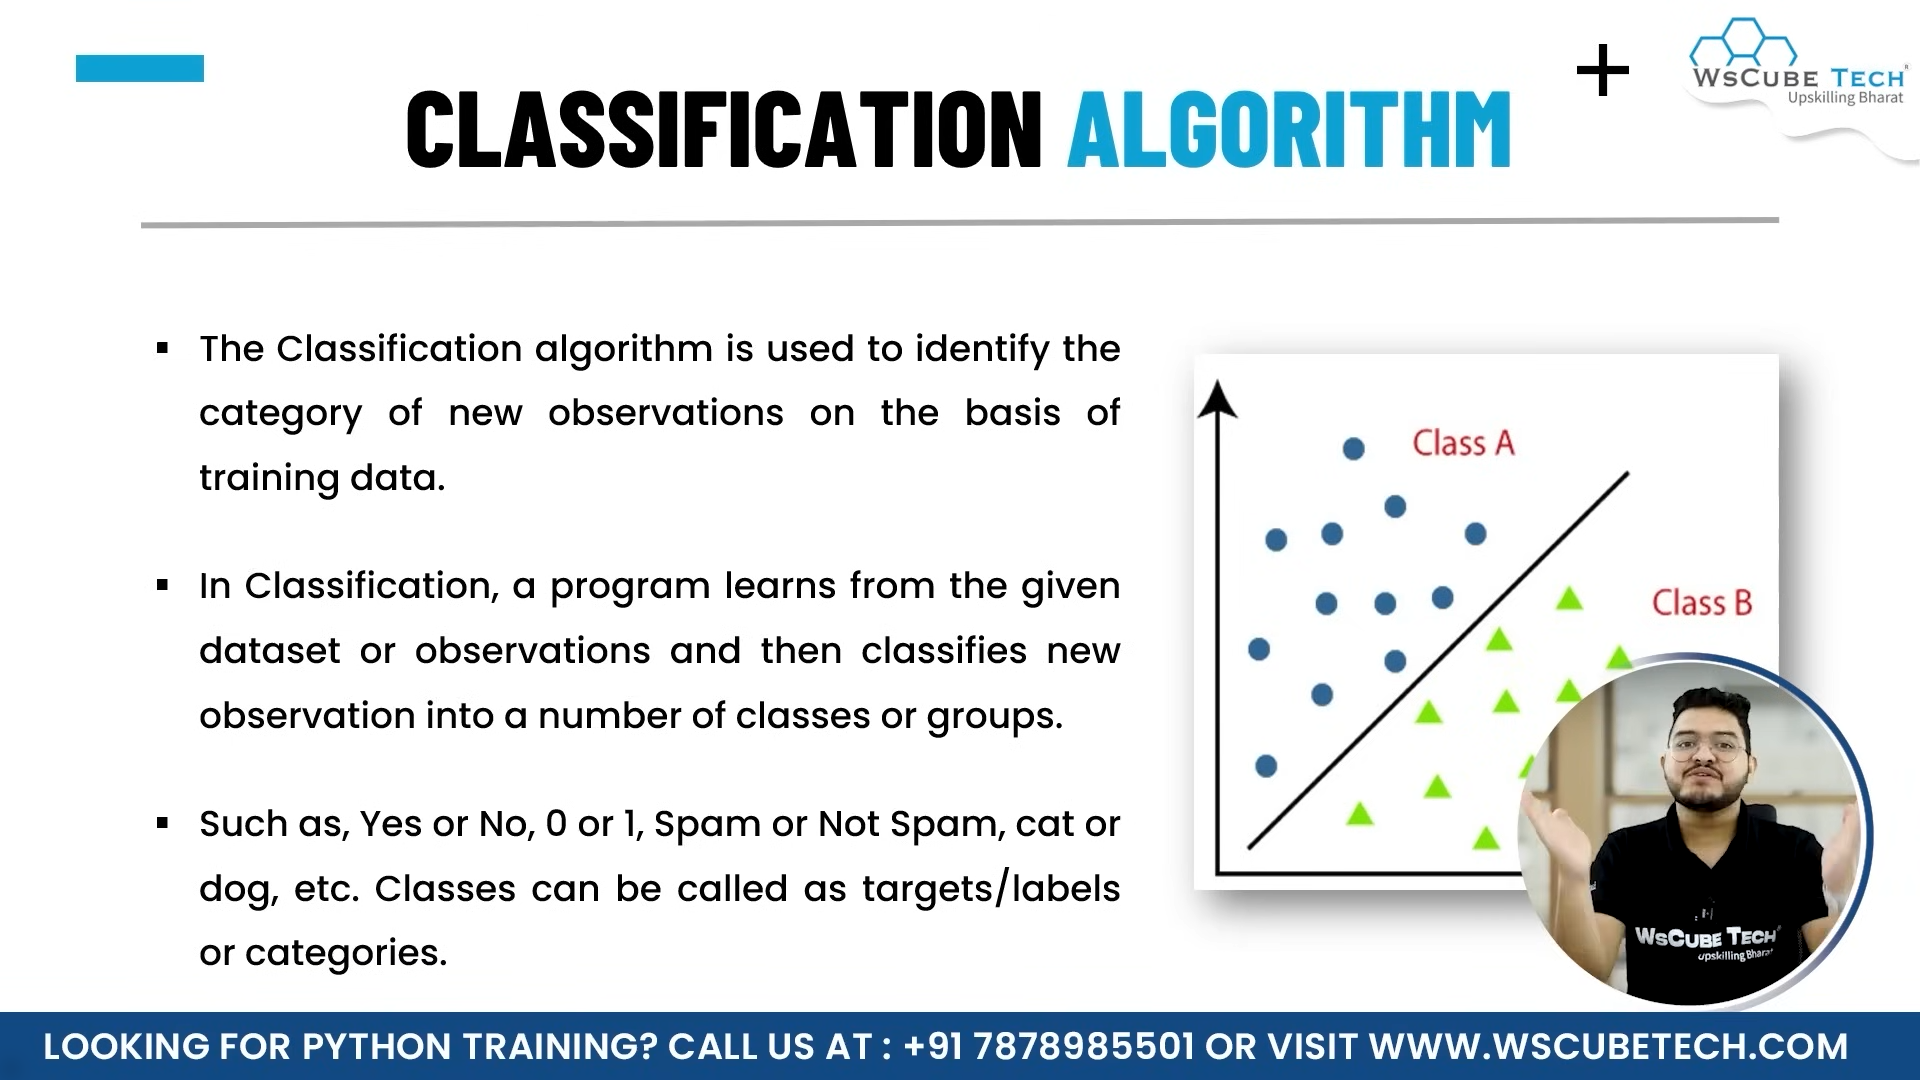 WSCUBE TECH
Upskilling Bharat
CLASSIFICATION ALGORITHM
The Classification algorithm is used to identify the
category of new observations on the basis of
training data.
In Classification, a program learns from the given
dataset or observations and then classifies new
observation into a number of classes or groups.
Such as, Yes or No, 0 or 1, Spam or Not Spam, cat or
dog, etc. Classes can be called as targets/labels
or categories.
Class A
Class B
WSCUBE TECH
Upskilling Bharat
LOOKING FOR PYTHON TRAINING? CALL US AT : +91 7878985501 OR VISIT WWW.WSCUBETECH.COM